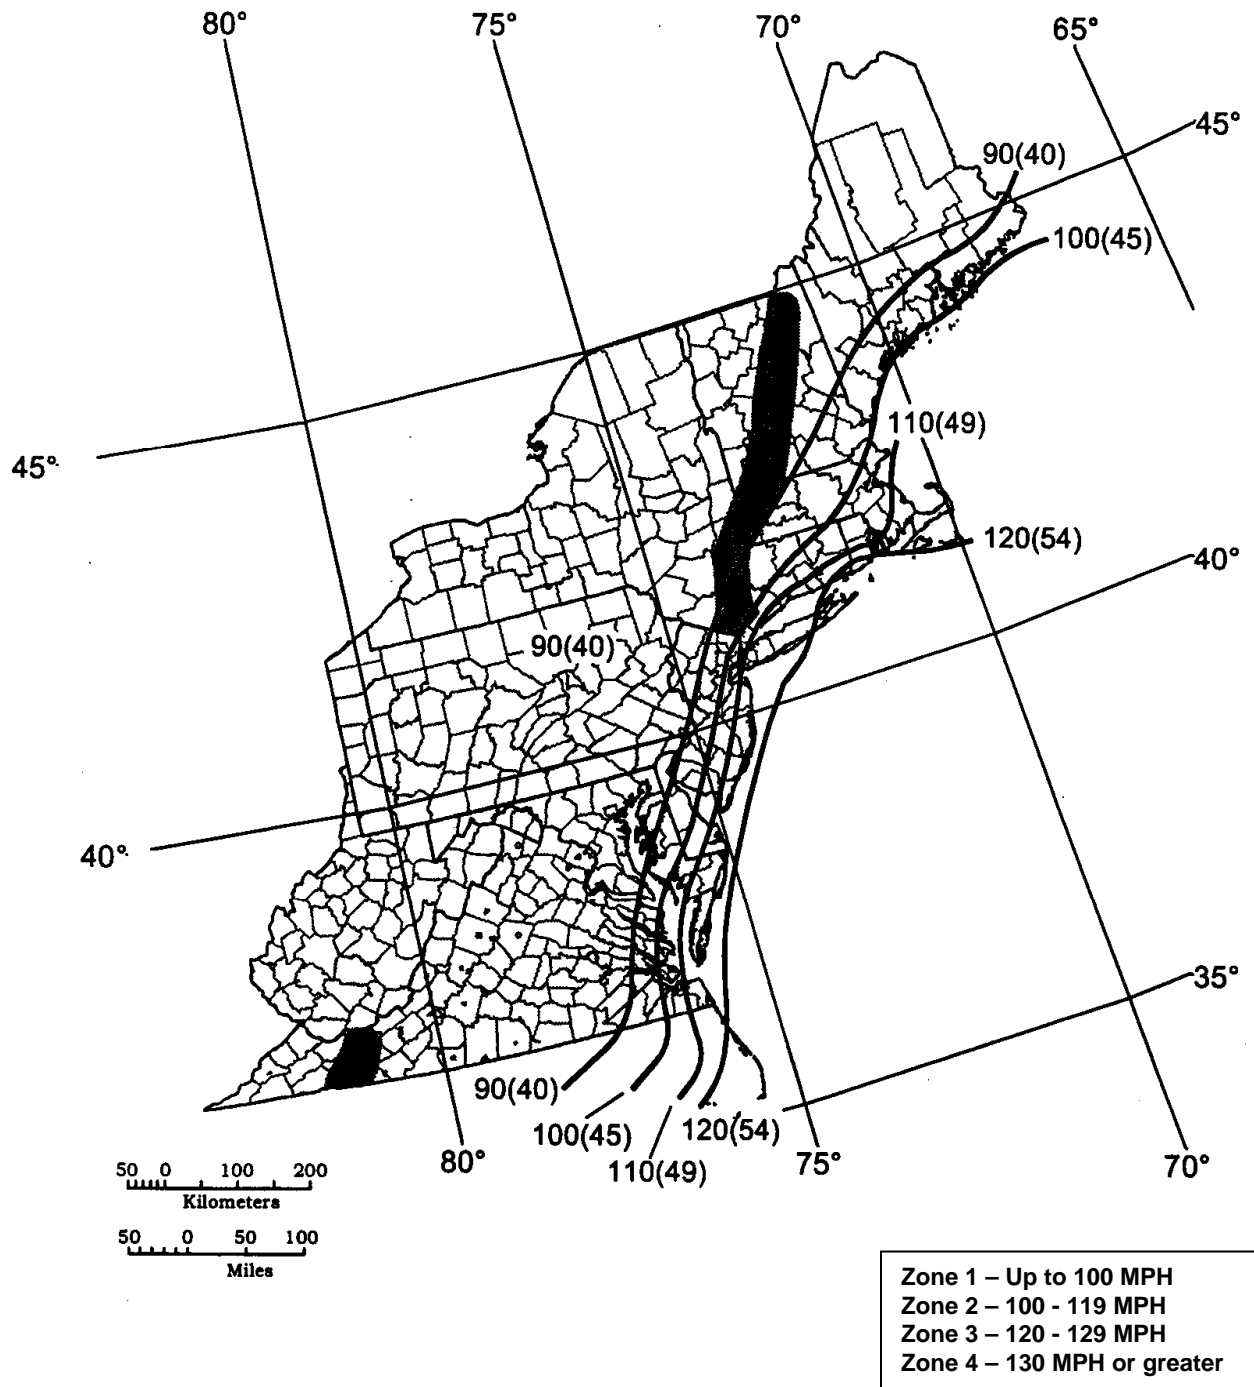 80°
75°
70°
65°
45°
90(40)
100(45)
110(49)
45°
120(54)
40°
90(40)
40°
35°
90(40)
100(45)
120(54)
110(49)
80°
75°
70°
50 0 100 200
Kilometers
50 0 50 100
Miles
Zone 1 – Up to 100 MPH
Zone 2 – 100 - 119 MPH
Zone 3 – 120 - 129 MPH
Zone 4 – 130 MPH or greater